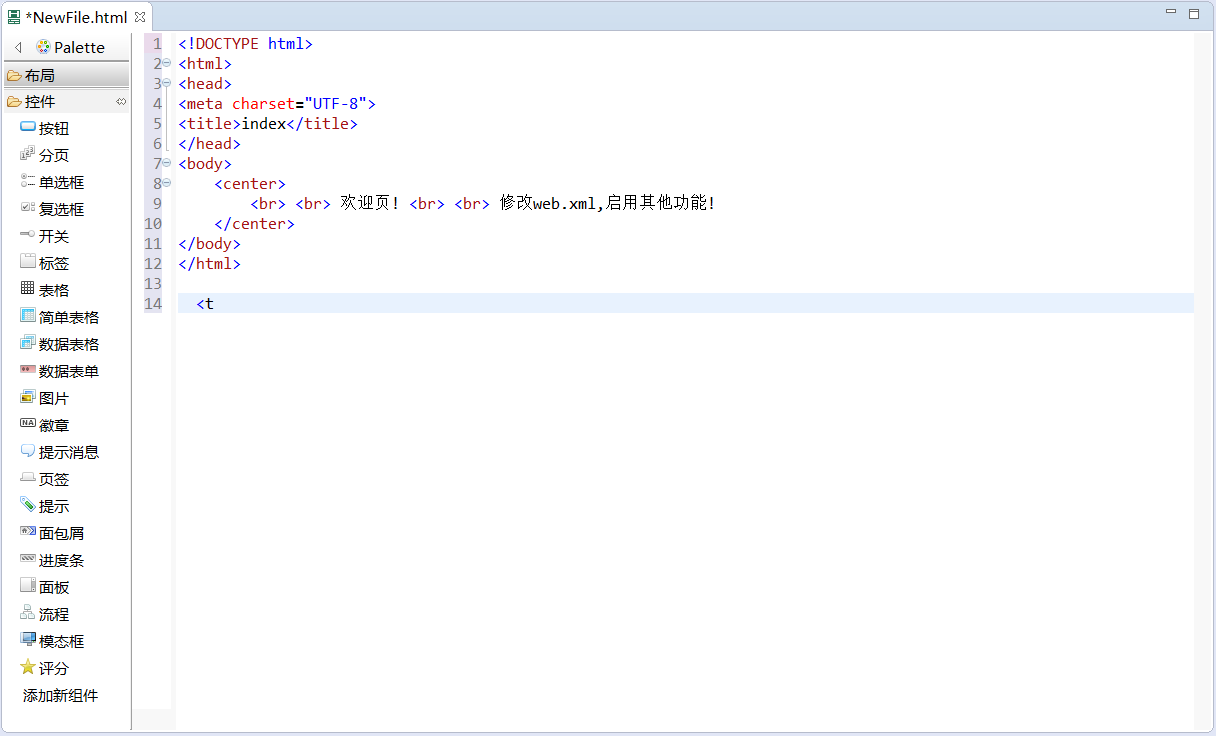 *NewFile.html
Palette
布局
控件
按钮
分页
单选框
复选框
开关
标签
表格
简单表格
数据表格
数据表单
图片
NA 徽章
提示消息
页签
提示
面包屑
进度条
面板
流程
模态框
评分
添加新组件
1 <!DOCTYPE html>
2 <html>
3 <head>
4 <meta charset="UTF-8">
5 <title>index</title>
6 </head>
7 <body>
8     <center>
9         <br> <br> 欢迎页! <br> <br> 修改web.xml,启用其他功能!
10     </center>
11 </body>
12 </html>
13
14   <t